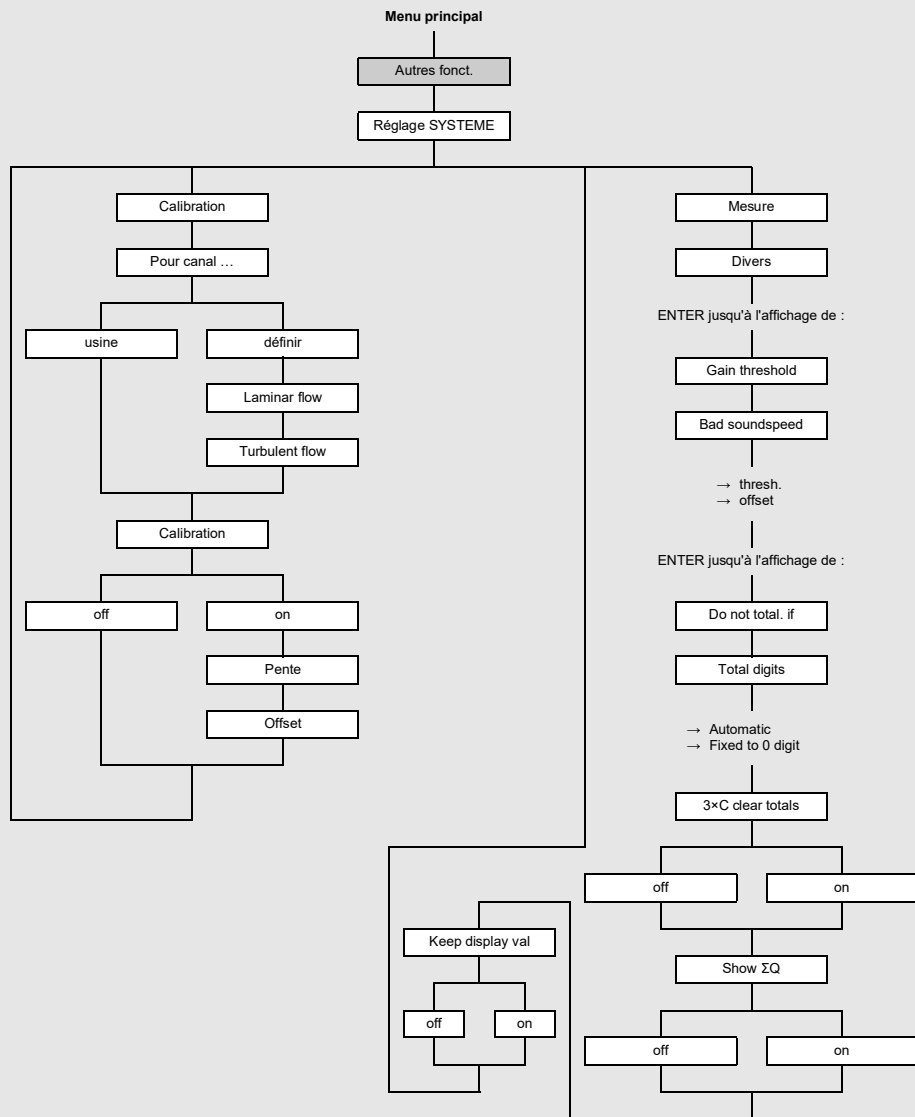 Menu principal
Autres fonct.
Réglage SYSTEME
Calibration
Pour canal …
usine
définir
Laminar flow
Turbulent flow
Calibration
off
on
Pente
Offset
Mesure
Divers
ENTER jusqu'à l'affichage de :
Gain threshold
Bad soundspeed
→ thresh.
→ offset
ENTER jusqu'à l'affichage de :
Do not total. if
Total digits
→ Automatic
→ Fixed to 0 digit
3×C clear totals
off
on
Show ΣQ
off
on
Keep display val
off
on